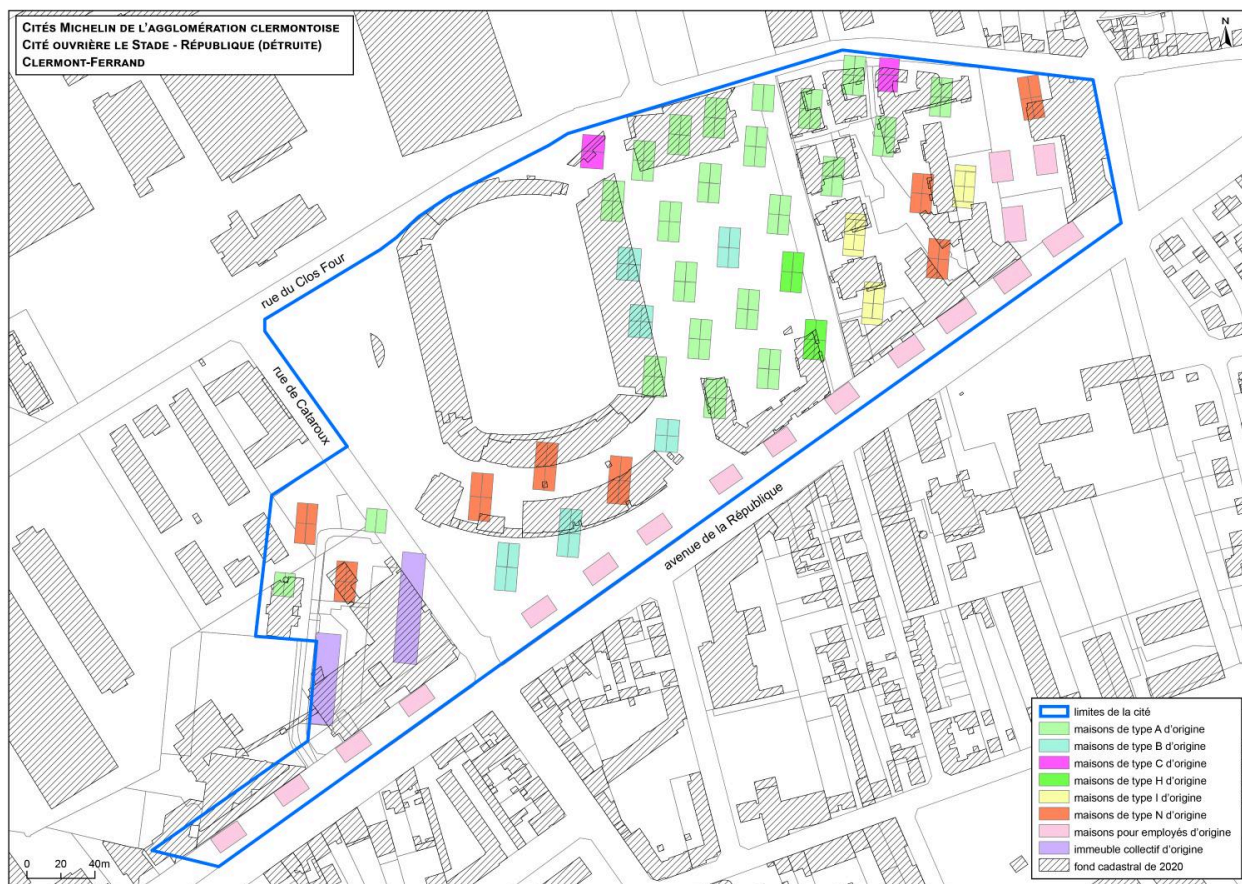 CITÉS MICHELIN DE L'AGGLOMÉRATION CLERMONTOISE
CITÉ OUVRIÈRE LE STADE - RÉPUBLIQUE (DÉTRUITE)
CLERMONT-FERRAND
N
rue du Clos Four
rue de Cataroux
avenue de la République
limites de la cité
maisons de type A d'origine
maisons de type B d'origine
maisons de type C d'origine
maisons de type H d'origine
maisons de type I d'origine
maisons de type N d'origine
maisons pour employés d'origine
immeuble collectif d'origine
fond cadastral de 2020
0 20 40m